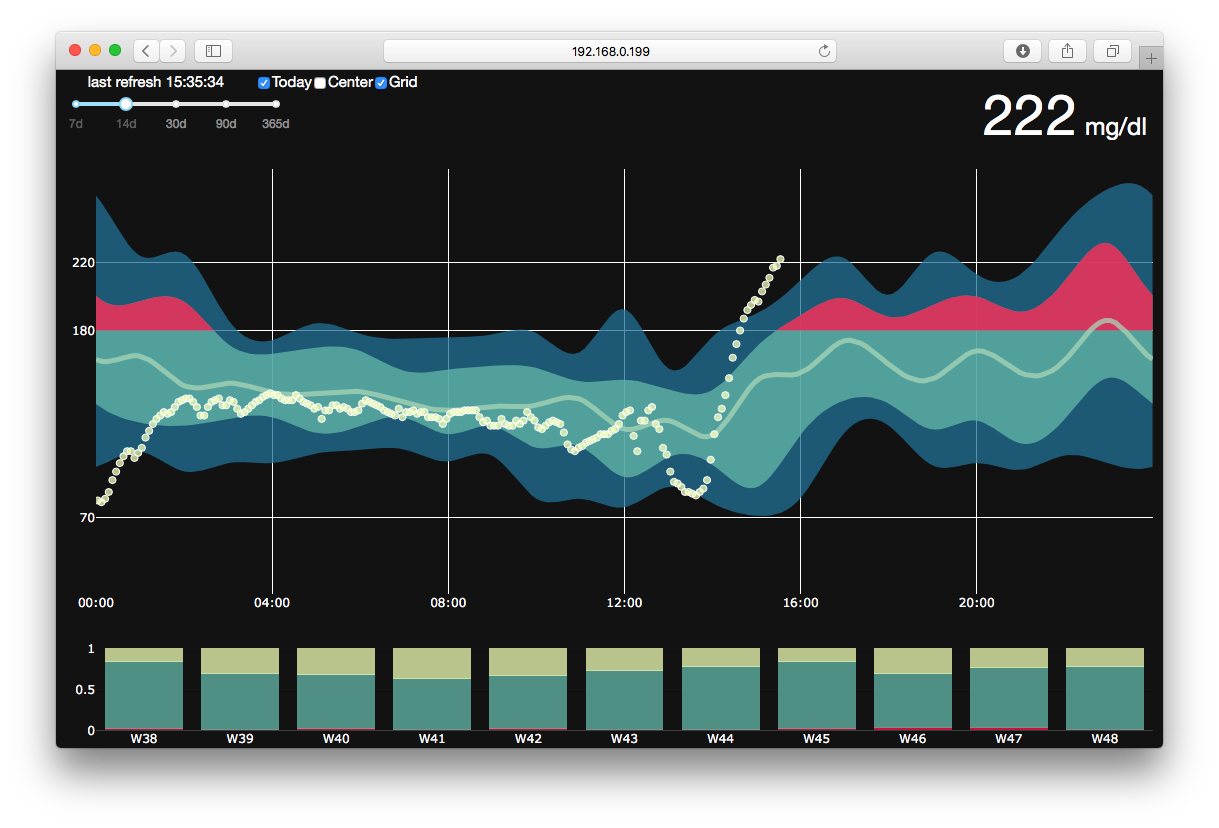 192.168.0.199
last refresh 15:35:34 Today Center Grid
7d 14d 30d 90d 365d
222 mg/dl
220
180
70
00:00 04:00 08:00 12:00 16:00 20:00
1
0.5
0
W38 W39 W40 W41 W42 W43 W44 W45 W46 W47 W48